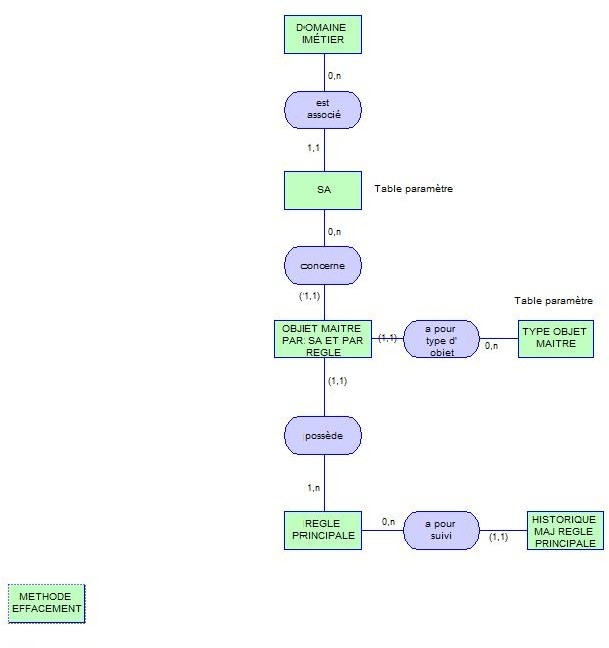 DOMAINE
MÉTIER
0,n
est
associé
1,1
SA
Table paramètre
0,n
concerne
(1,1)
Table paramètre
OBJET MAITRE
PAR SA ET PAR
REGLE
(1,1)
a pour
type d'
objet
0,n
TYPE OBJET
MAITRE
(1,1)
possède
1,n
REGLE
PRINCIPALE
0,n
a pour
suivi
(1,1)
HISTORIQUE
MAJ REGLE
PRINCIPALE
METHODE
EFFACEMENT